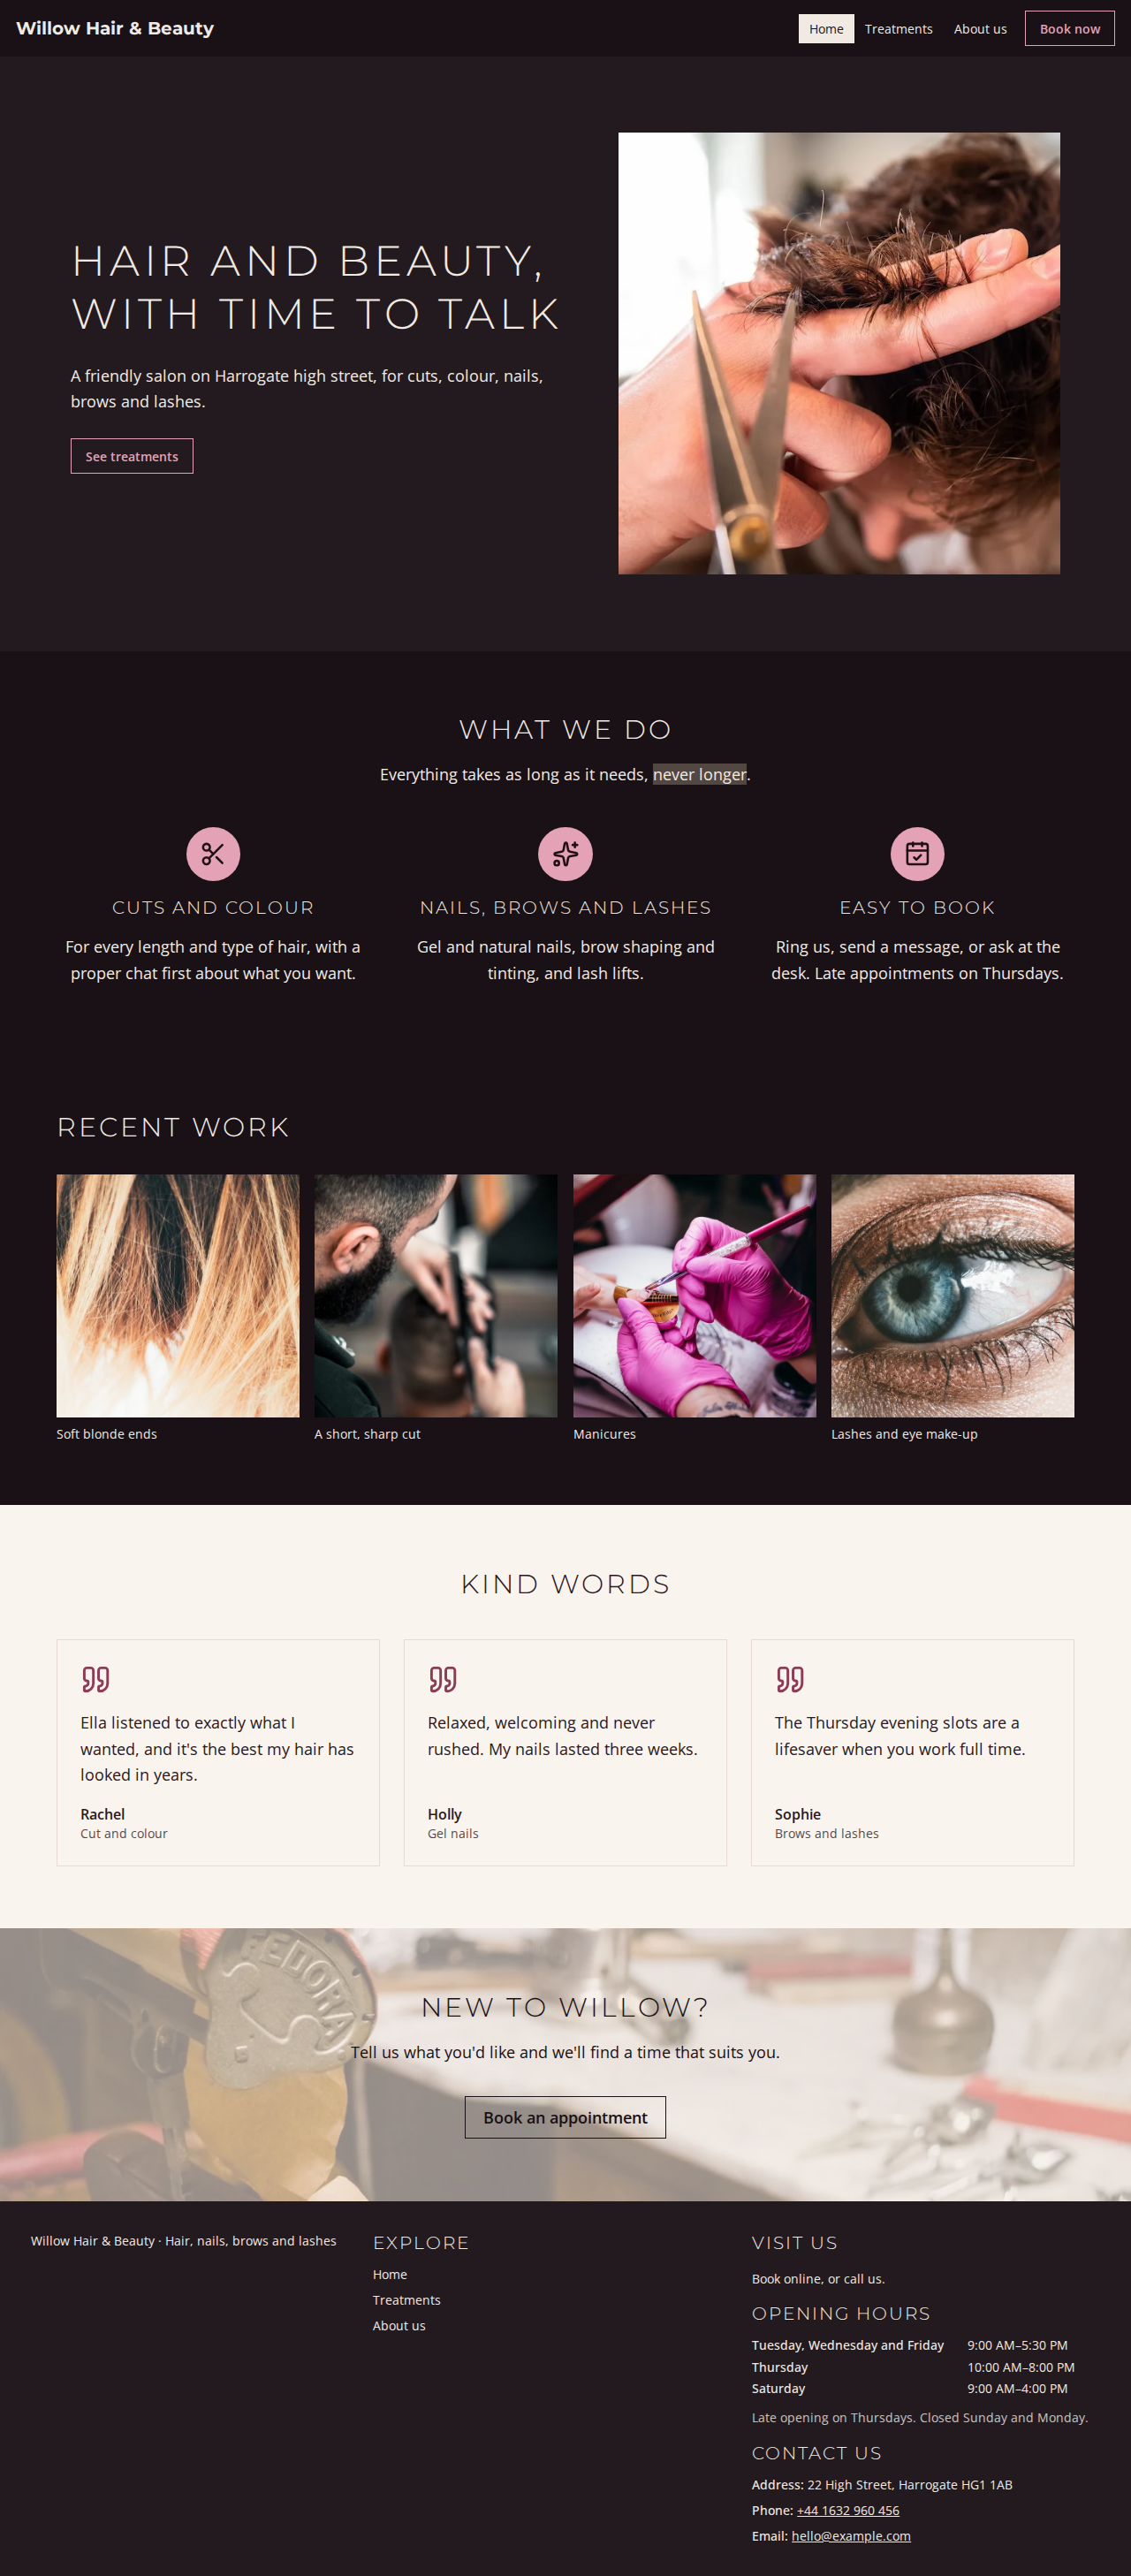 Willow Hair & Beauty
Home
Treatments
About us
Book now
HAIR AND BEAUTY,
WITH TIME TO TALK
A friendly salon on Harrogate high street, for cuts, colour, nails,
brows and lashes.
See treatments
WHAT WE DO
Everything takes as long as it needs, never longer.
CUTS AND COLOUR
For every length and type of hair, with a
proper chat first about what you want.
NAILS, BROWS AND LASHES
Gel and natural nails, brow shaping and
tinting, and lash lifts.
EASY TO BOOK
Ring us, send a message, or ask at the
desk. Late appointments on Thursdays.
RECENT WORK
Soft blonde ends
A short, sharp cut
Manicures
Lashes and eye make-up
KIND WORDS
Ella listened to exactly what I
wanted, and it's the best my hair has
looked in years.
Rachel
Cut and colour
Relaxed, welcoming and never
rushed. My nails lasted three weeks.
Holly
Gel nails
The Thursday evening slots are a
lifesaver when you work full time.
Sophie
Brows and lashes
FEDORA
NEW TO WILLOW?
Tell us what you'd like and we'll find a time that suits you.
Book an appointment
Willow Hair & Beauty · Hair, nails, brows and lashes
EXPLORE
Home
Treatments
About us
VISIT US
Book online, or call us.
OPENING HOURS
Tuesday, Wednesday and Friday 9:00 AM–5:30 PM
Thursday 10:00 AM–8:00 PM
Saturday 9:00 AM–4:00 PM
Late opening on Thursdays. Closed Sunday and Monday.
CONTACT US
Address: 22 High Street, Harrogate HG1 1AB
Phone: +44 1632 960 456
Email: hello@example.com